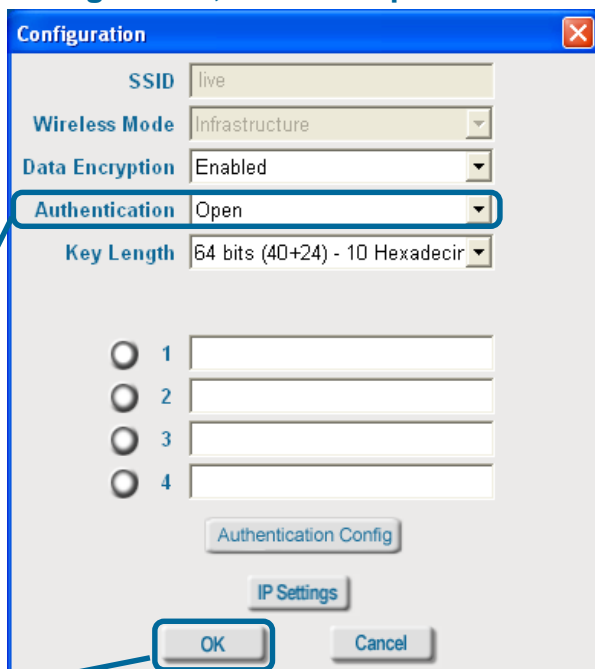 Configuration
SSID live
Wireless Mode Infrastructure
Data Encryption Enabled
Authentication Open
Key Length 64 bits (40+24) - 10 Hexadecir
1
2
3
4
Authentication Config
IP Settings
OK Cancel